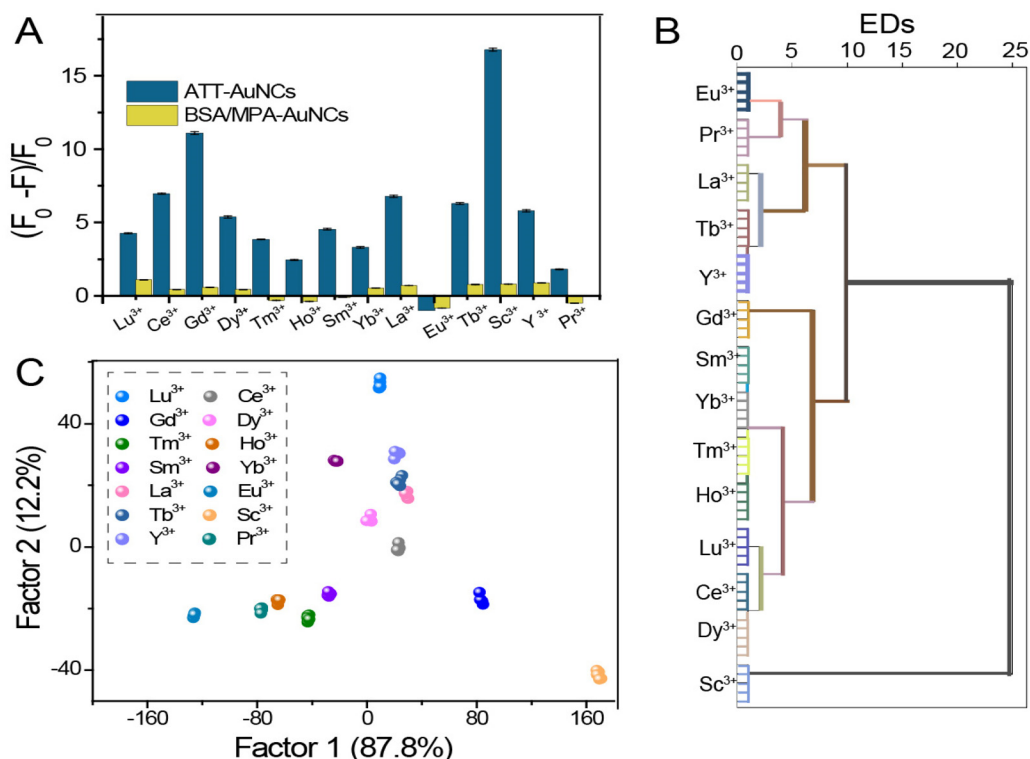 A
(F₀ -F)/F₀
15
10
5
0
ATT-AuNCs
BSA/MPA-AuNCs
Lu³⁺ Ce³⁺ Gd³⁺ Dy³⁺ Tm³⁺ Ho³⁺ Sm³⁺ Yb³⁺ La³⁺ Eu³⁺ Tb³⁺ Sc³⁺ Y³⁺ Pr³⁺
B
EDs
0 5 10 15 20 25
Eu³⁺
Pr³⁺
La³⁺
Tb³⁺
Y³⁺
Gd³⁺
Sm³⁺
Yb³⁺
Tm³⁺
Ho³⁺
Lu³⁺
Ce³⁺
Dy³⁺
Sc³⁺
C
Factor 2 (12.2%)
40
0
-40
Lu³⁺ Ce³⁺
Gd³⁺ Dy³⁺
Tm³⁺ Ho³⁺
Sm³⁺ Yb³⁺
La³⁺ Eu³⁺
Tb³⁺ Sc³⁺
Y³⁺ Pr³⁺
-160 -80 0 80 160
Factor 1 (87.8%)